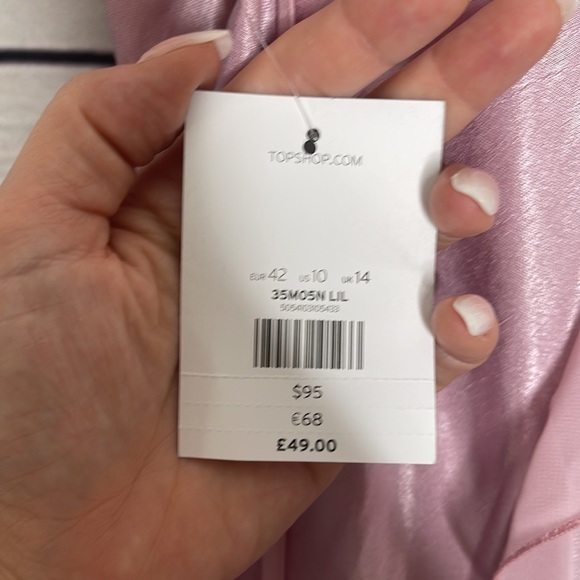 TOPSHOP.COM
EUR 42 US 10 UK 14
35M05N LIL
$95
€68
£49.00